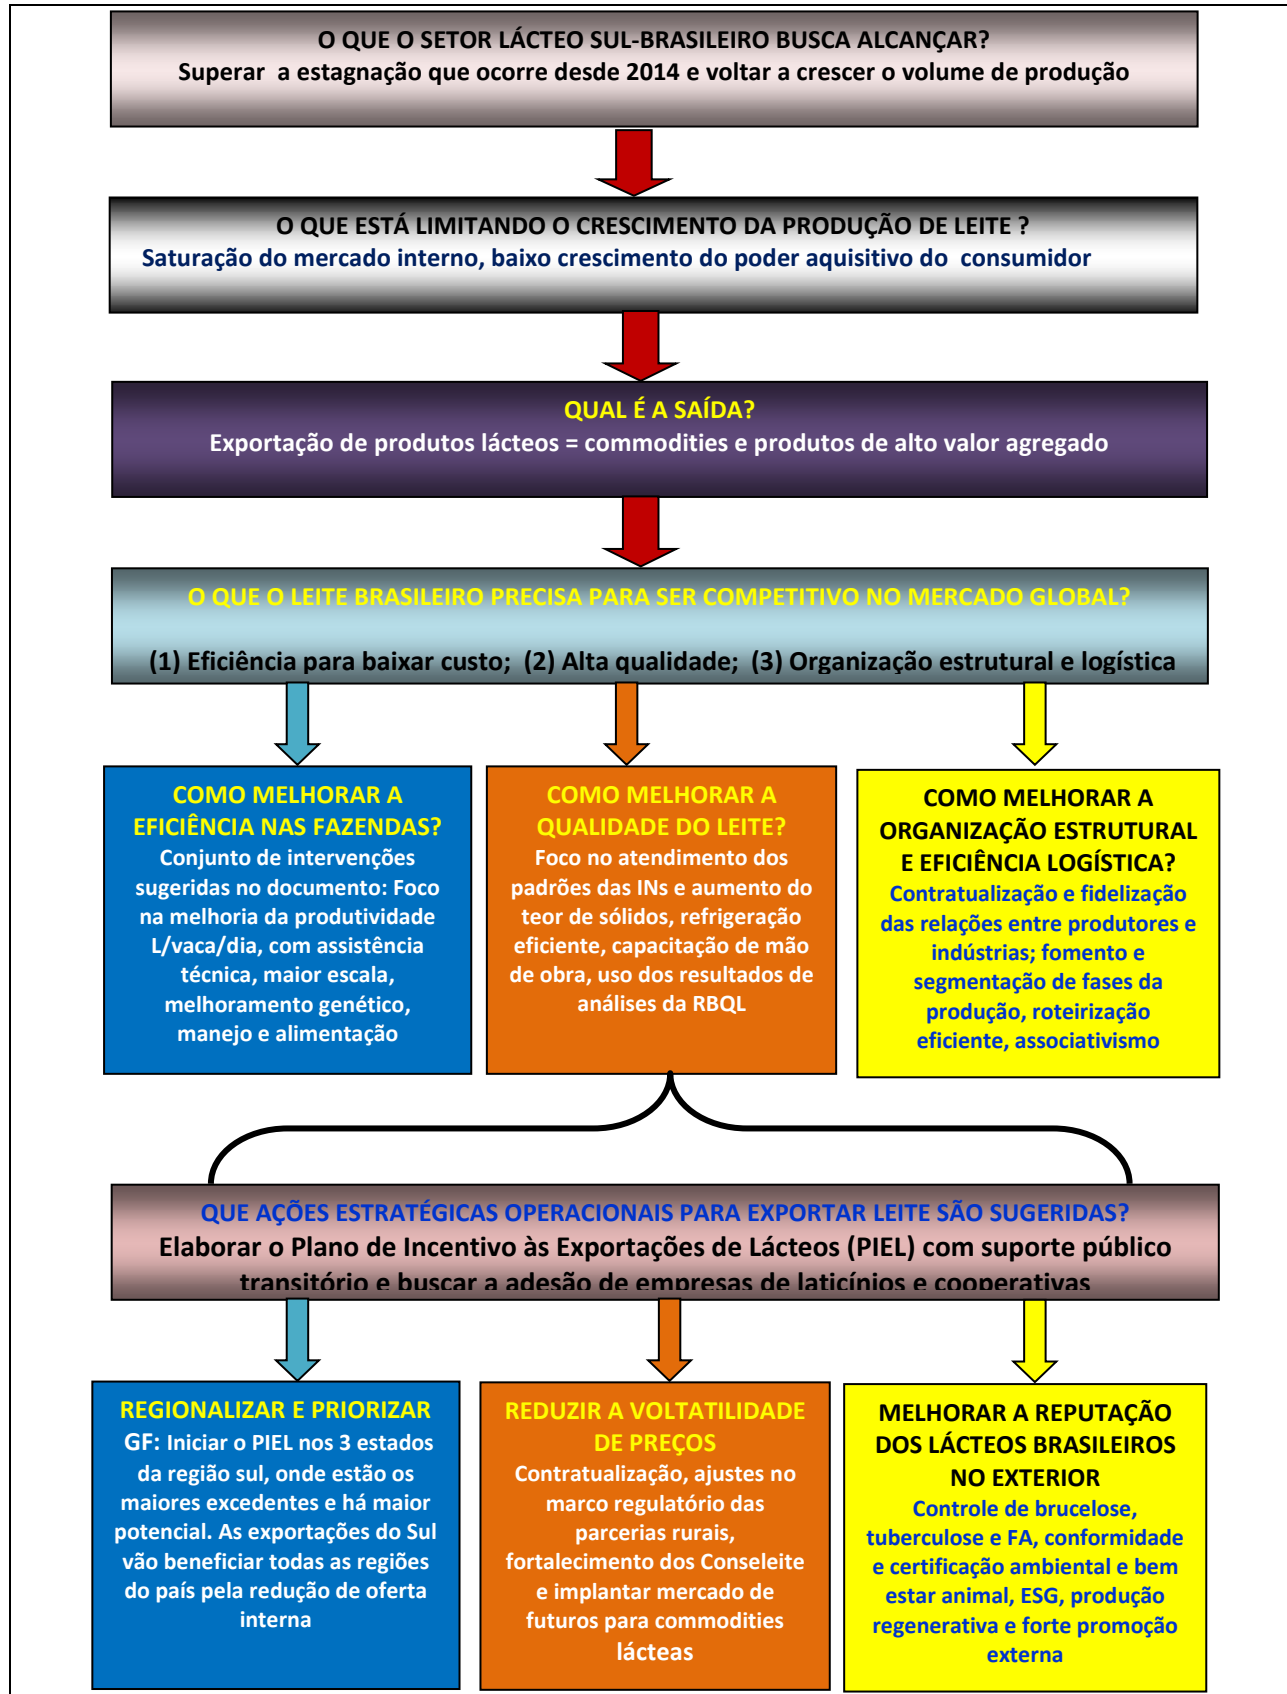 O QUE O SETOR LÁCTEO SUL-BRASILEIRO BUSCA ALCANÇAR?
Superar a estagnação que ocorre desde 2014 e voltar a crescer o volume de produção
O QUE ESTÁ LIMITANDO O CRESCIMENTO DA PRODUÇÃO DE LEITE ?
Saturação do mercado interno, baixo crescimento do poder aquisitivo do consumidor
QUAL É A SAÍDA?
Exportação de produtos lácteos = commodities e produtos de alto valor agregado
O QUE O LEITE BRASILEIRO PRECISA PARA SER COMPETITIVO NO MERCADO GLOBAL?
(1) Eficiência para baixar custo; (2) Alta qualidade; (3) Organização estrutural e logística
COMO MELHORAR A
EFICIÊNCIA NAS FAZENDAS?
Conjunto de intervenções
sugeridas no documento: Foco
na melhoria da produtividade
L/vaca/dia, com assistência
técnica, maior escala,
melhoramento genético,
manejo e alimentação
COMO MELHORAR A
QUALIDADE DO LEITE?
Foco no atendimento dos
padrões das INs e aumento do
teor de sólidos, refrigeração
eficiente, capacitação de mão
de obra, uso dos resultados de
análises da RBQL
COMO MELHORAR A
ORGANIZAÇÃO ESTRUTURAL
E EFICIÊNCIA LOGÍSTICA?
Contratualização e fidelização
das relações entre produtores e
indústrias; fomento e
segmentação de fases da
produção, roteirização
eficiente, associativismo
QUE AÇÕES ESTRATÉGICAS OPERACIONAIS PARA EXPORTAR LEITE SÃO SUGERIDAS?
Elaborar o Plano de Incentivo às Exportações de Lácteos (PIEL) com suporte público
transitório e buscar a adesão de empresas de laticínios e cooperativas
REGIONALIZAR E PRIORIZAR
GF: Iniciar o PIEL nos 3 estados
da região sul, onde estão os
maiores excedentes e há maior
potencial. As exportações do Sul
vão beneficiar todas as regiões
do país pela redução de oferta
interna
REDUZIR A VOLTATILIDADE
DE PREÇOS
Contratualização, ajustes no
marco regulatório das
parcerias rurais,
fortalecimento dos Conseleite
e implantar mercado de
futuros para commodities
lácteas
MELHORAR A REPUTAÇÃO
DOS LÁCTEOS BRASILEIROS
NO EXTERIOR
Controle de brucelose,
tuberculose e FA, conformidade
e certificação ambiental e bem
estar animal, ESG, produção
regenerativa e forte promoção
externa